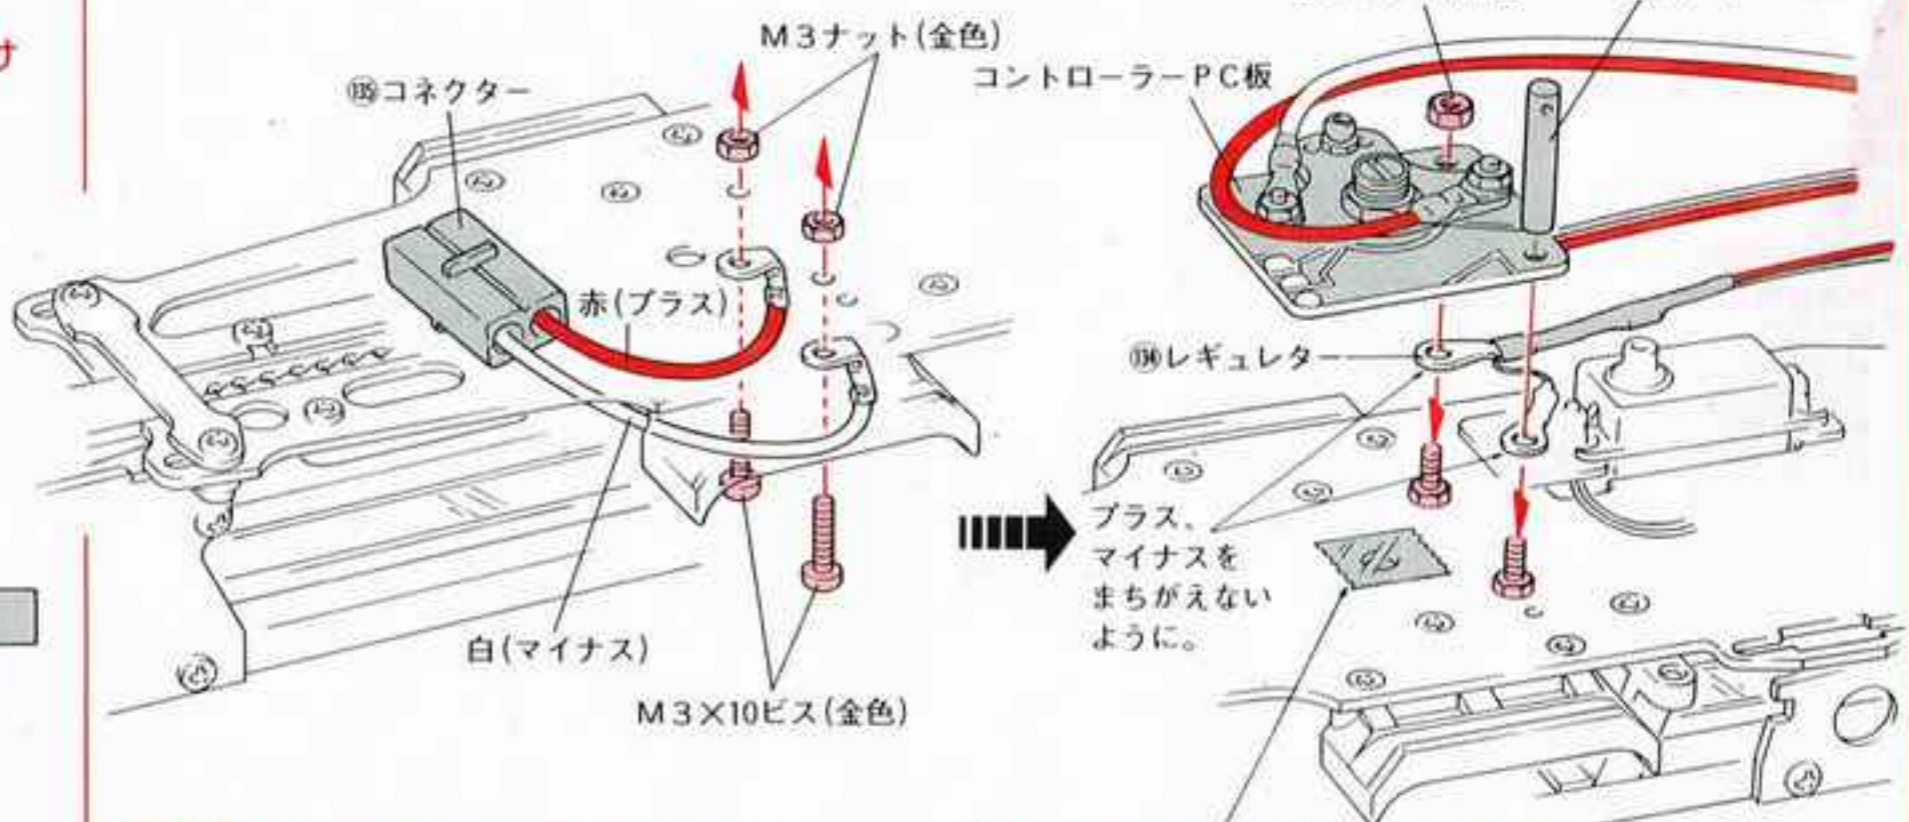 け
M3ナット(金色)
⑬⑤コネクター
赤(プラス)
白(マイナス)
M3×10ビス(金色)
コントローラーPC板
⑬④レギュレター
プラス、
マイナスを
まちがえない
ように。